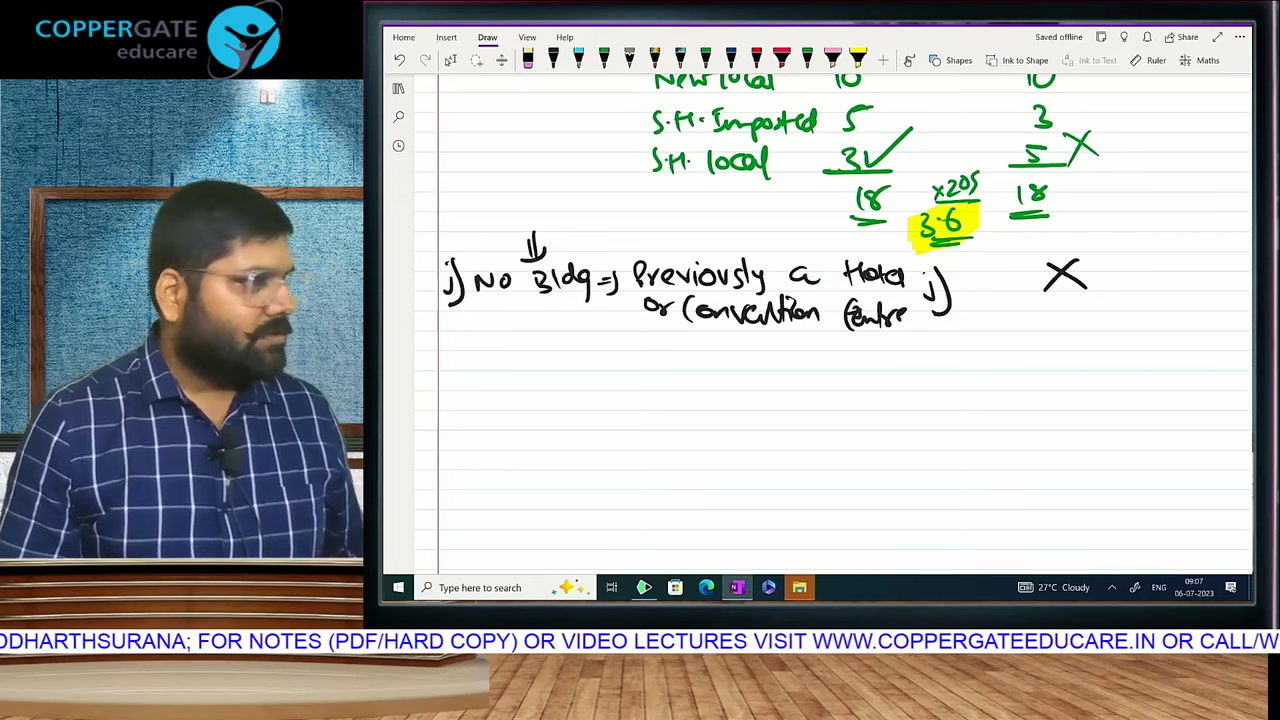 COPPERGATE
educare
Home Insert Draw View Help
Saved offline
Share
Shapes
Ink to Shape
Ink to Text
Ruler
Maths
New local 10 10
S.H. Imported 5 3
S.H. local 3 5
18 18
3.6
j) No Bldg => Previously a Hotel j)
or Convention Centre
Type here to search
27°C Cloudy
ENG
09:07
06-07-2023
DDHARTHSURANA; FOR NOTES (PDF/HARD COPY) OR VIDEO LECTURES VISIT WWW.COPPERGATEEDUCARE.IN OR CALL/W